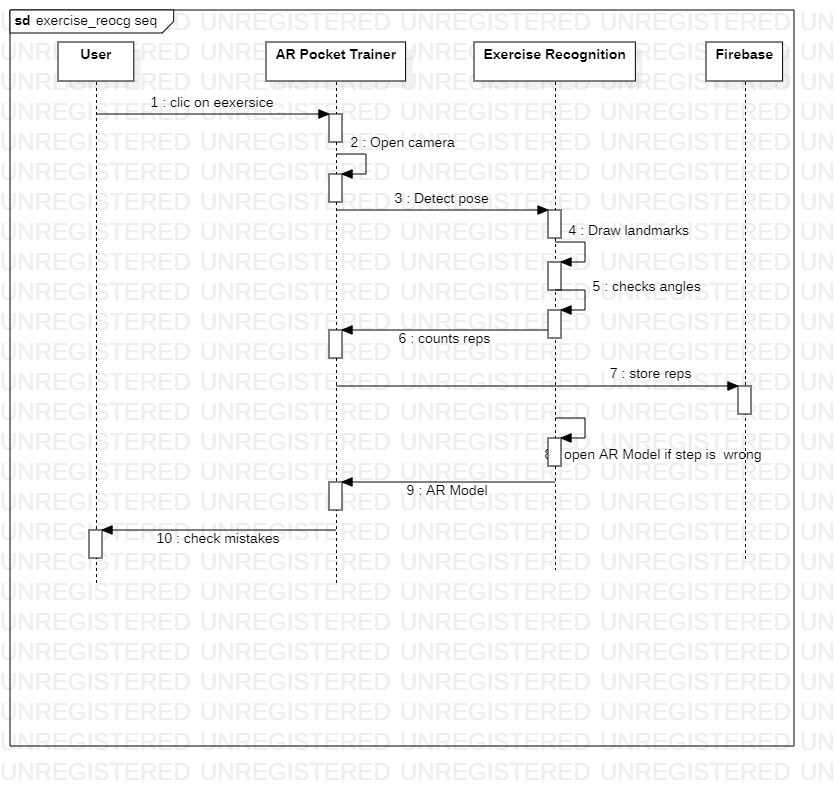 sd exercise_reocg seq
User
AR Pocket Trainer
Exercise Recognition
Firebase
1 : clic on eexersice
2 : Open camera
3 : Detect pose
4 : Draw landmarks
5 : checks angles
6 : counts reps
7 : store reps
8 : open AR Model if step is wrong
9 : AR Model
10 : check mistakes
UNREGISTERED